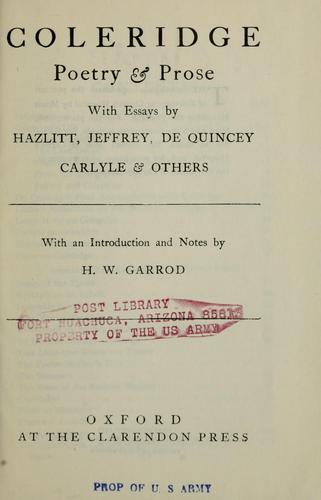 COLERIDGE
Poetry & Prose
With Essays by
HAZLITT, JEFFREY, DE QUINCEY
CARLYLE & OTHERS
With an Introduction and Notes by
H. W. GARROD
POST LIBRARY
FORT HUACHUCA, ARIZONA 85613
PROPERTY OF THE US ARMY
OXFORD
AT THE CLARENDON PRESS
PROP OF U S ARMY